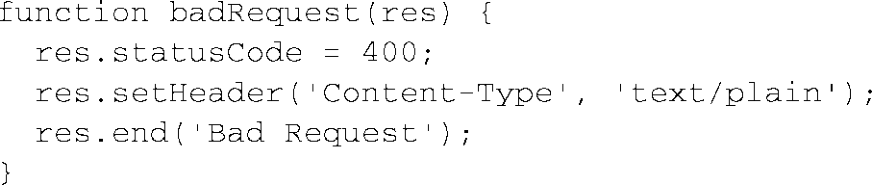 function badRequest(res) {
  res.statusCode = 400;
  res.setHeader('Content-Type', 'text/plain');
  res.end('Bad Request');
}